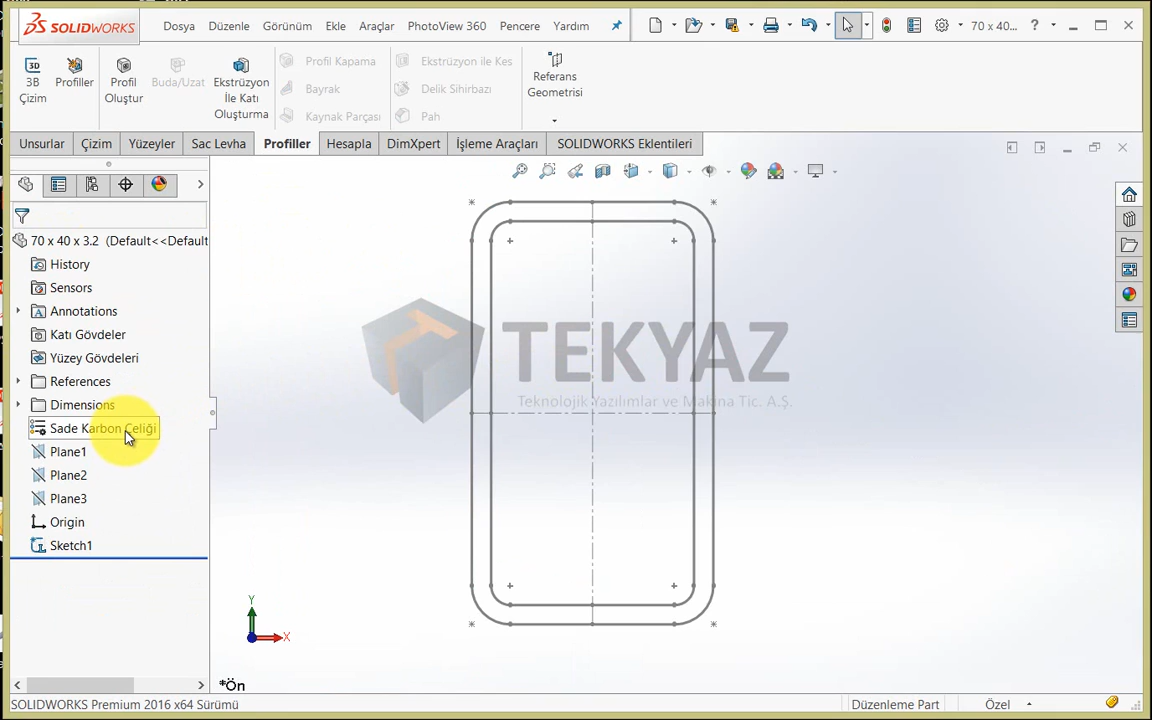 SOLIDWORKS Dosya Düzenle Görünüm Ekle Araçlar PhotoView 360 Pencere Yardım 70 x 40... ?
3B Çizim
Profiller
Profil Oluştur
Buda/Uzat
Ekstrüzyon İle Katı Oluşturma
Profil Kapama
Bayrak
Kaynak Parçası
Ekstrüzyon ile Kes
Delik Sihirbazı
Pah
Referans Geometrisi
Unsurlar Çizim Yüzeyler Sac Levha Profiller Hesapla DimXpert İşleme Araçları SOLIDWORKS Eklentileri
70 x 40 x 3.2 (Default<<Default
History
Sensors
Annotations
Katı Gövdeler
Yüzey Gövdeleri
References
Dimensions
Sade Karbon Çeliği
Plane1
Plane2
Plane3
Origin
Sketch1
TEKYAZ
Teknolojik Yazılımlar ve Makina Tic. A.Ş.
Y
X
*Ön
SOLIDWORKS Premium 2016 x64 Sürümü Düzenleme Part Özel